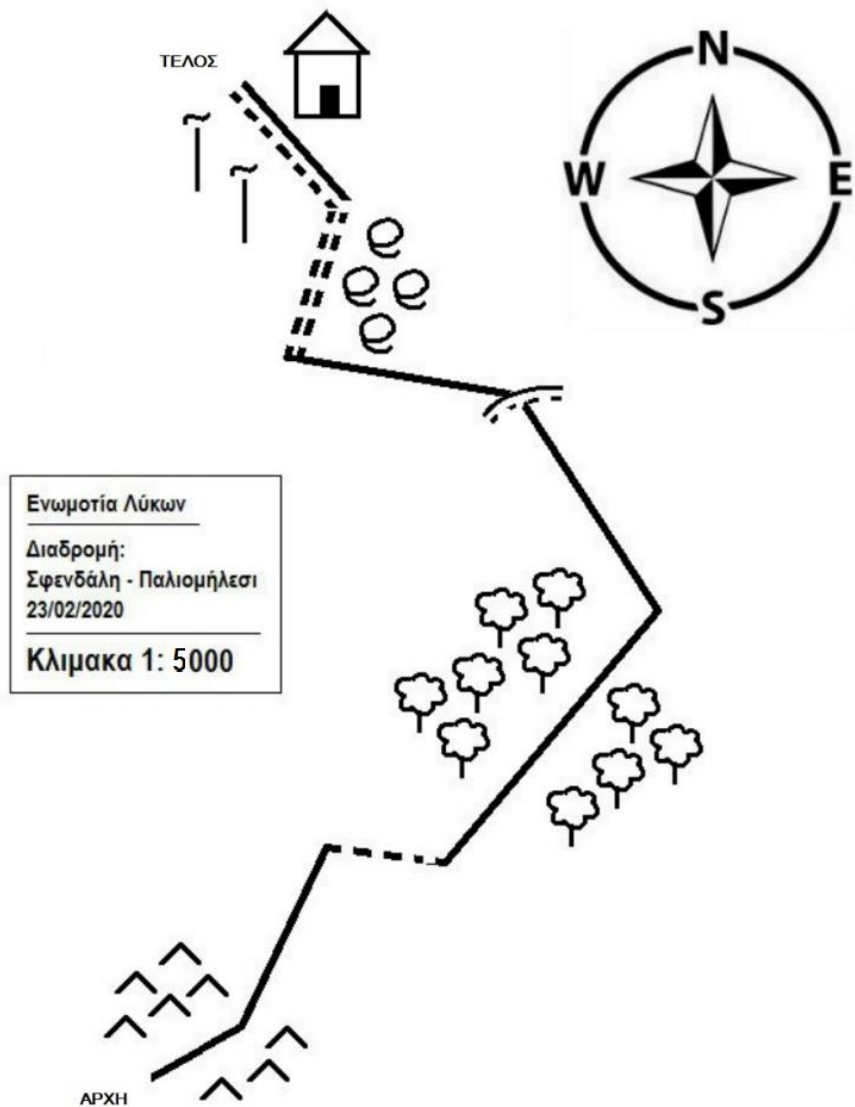 ΤΕΛΟΣ
N
W
E
S
Ενωμοτία Λύκων
Διαδρομή:
Σφενδάλη - Παλιομήλεσι
23/02/2020
Κλιμακα 1: 5000
ΑΡΧΗ